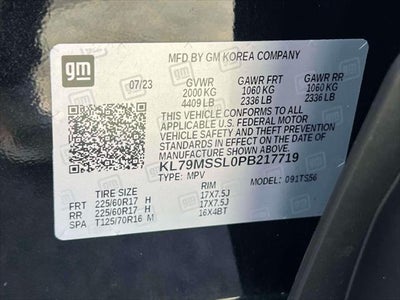 gm
MFD BY GM KOREA COMPANY
07/23 GVWR GAWR FRT GAWR RR
2000 KG 1060 KG 1060 KG
4409 LB 2336 LB 2336 LB
THIS VEHICLE CONFORMS TO ALL
APPLICABLE U.S. FEDERAL MOTOR
VEHICLE SAFETY AND THEFT PREVENTION
STANDARDS IN EFFECT ON THE DATE OF
MANUFACTURE SHOWN ABOVE.
KL79MSSL0PB217719
TYPE: MPV MODEL: 091TS56
TIRE SIZE RIM
FRT 225/60R17 H 17X7.5J
RR 225/60R17 H 17X7.5J
SPA T125/70R16 M 16X4BT